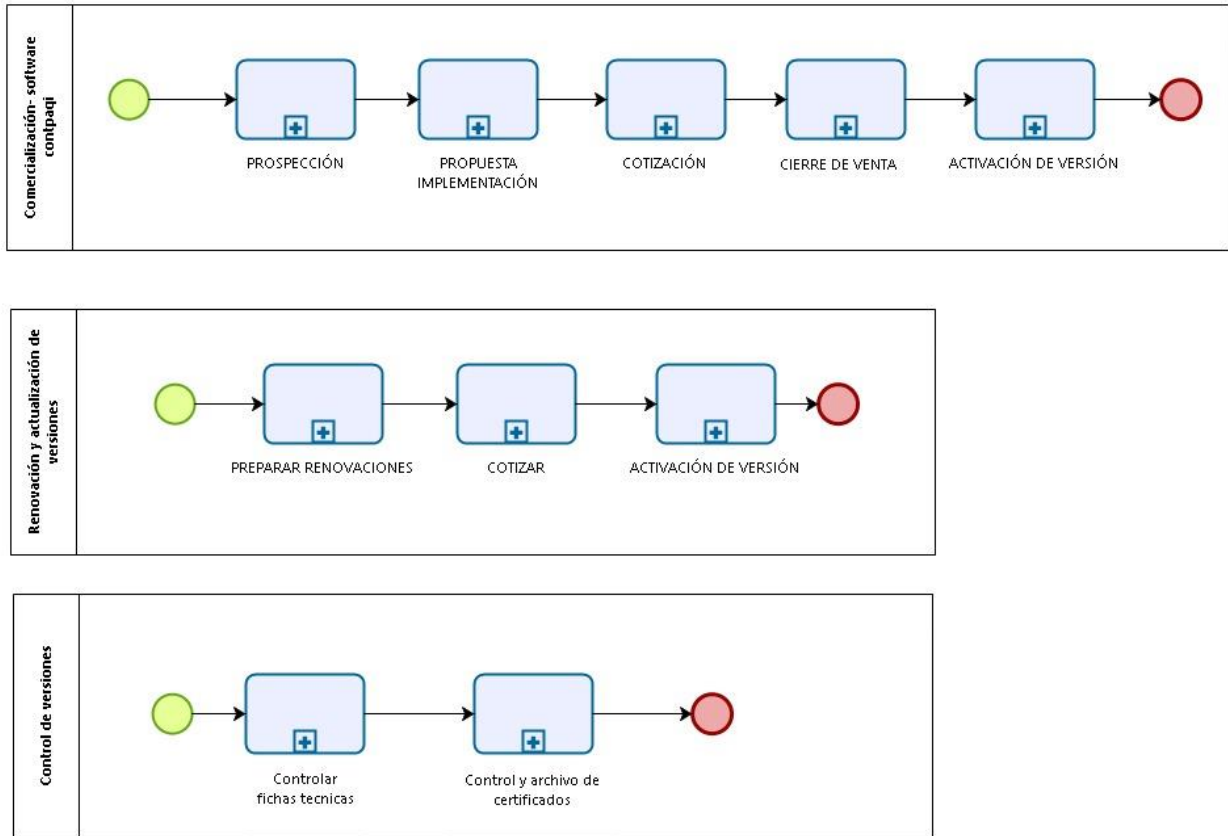 Comercialización- software
contpaqi
PROSPECCIÓN
PROPUESTA
IMPLEMENTACIÓN
COTIZACIÓN
CIERRE DE VENTA
ACTIVACIÓN DE VERSIÓN
Renovación y actualización de
versiones
PREPARAR RENOVACIONES
COTIZAR
ACTIVACIÓN DE VERSIÓN
Control de versiones
Controlar
fichas tecnicas
Control y archivo de
certificados